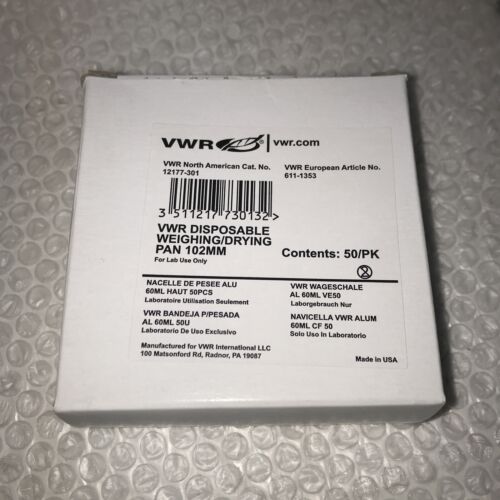 VWR | vwr.com
VWR North American Cat. No.
12177-301
VWR European Article No.
611-1353
3 511217 730132 >
VWR DISPOSABLE
WEIGHING/DRYING
PAN 102MM
For Lab Use Only
Contents: 50/PK
NACELLE DE PESEE ALU
60ML HAUT 50PCS
Laboratoire Utilisation Seulement
VWR WAGESCHALE
AL 60ML VE50
Laborgebrauch Nur
VWR BANDEJA P/PESADA
AL 60ML 50U
Laboratorio De Uso Exclusivo
NAVICELLA VWR ALUM
60ML CF 50
Solo Uso In Laboratorio
Manufactured for VWR International LLC
100 Matsonford Rd, Radnor, PA 19087
Made in USA